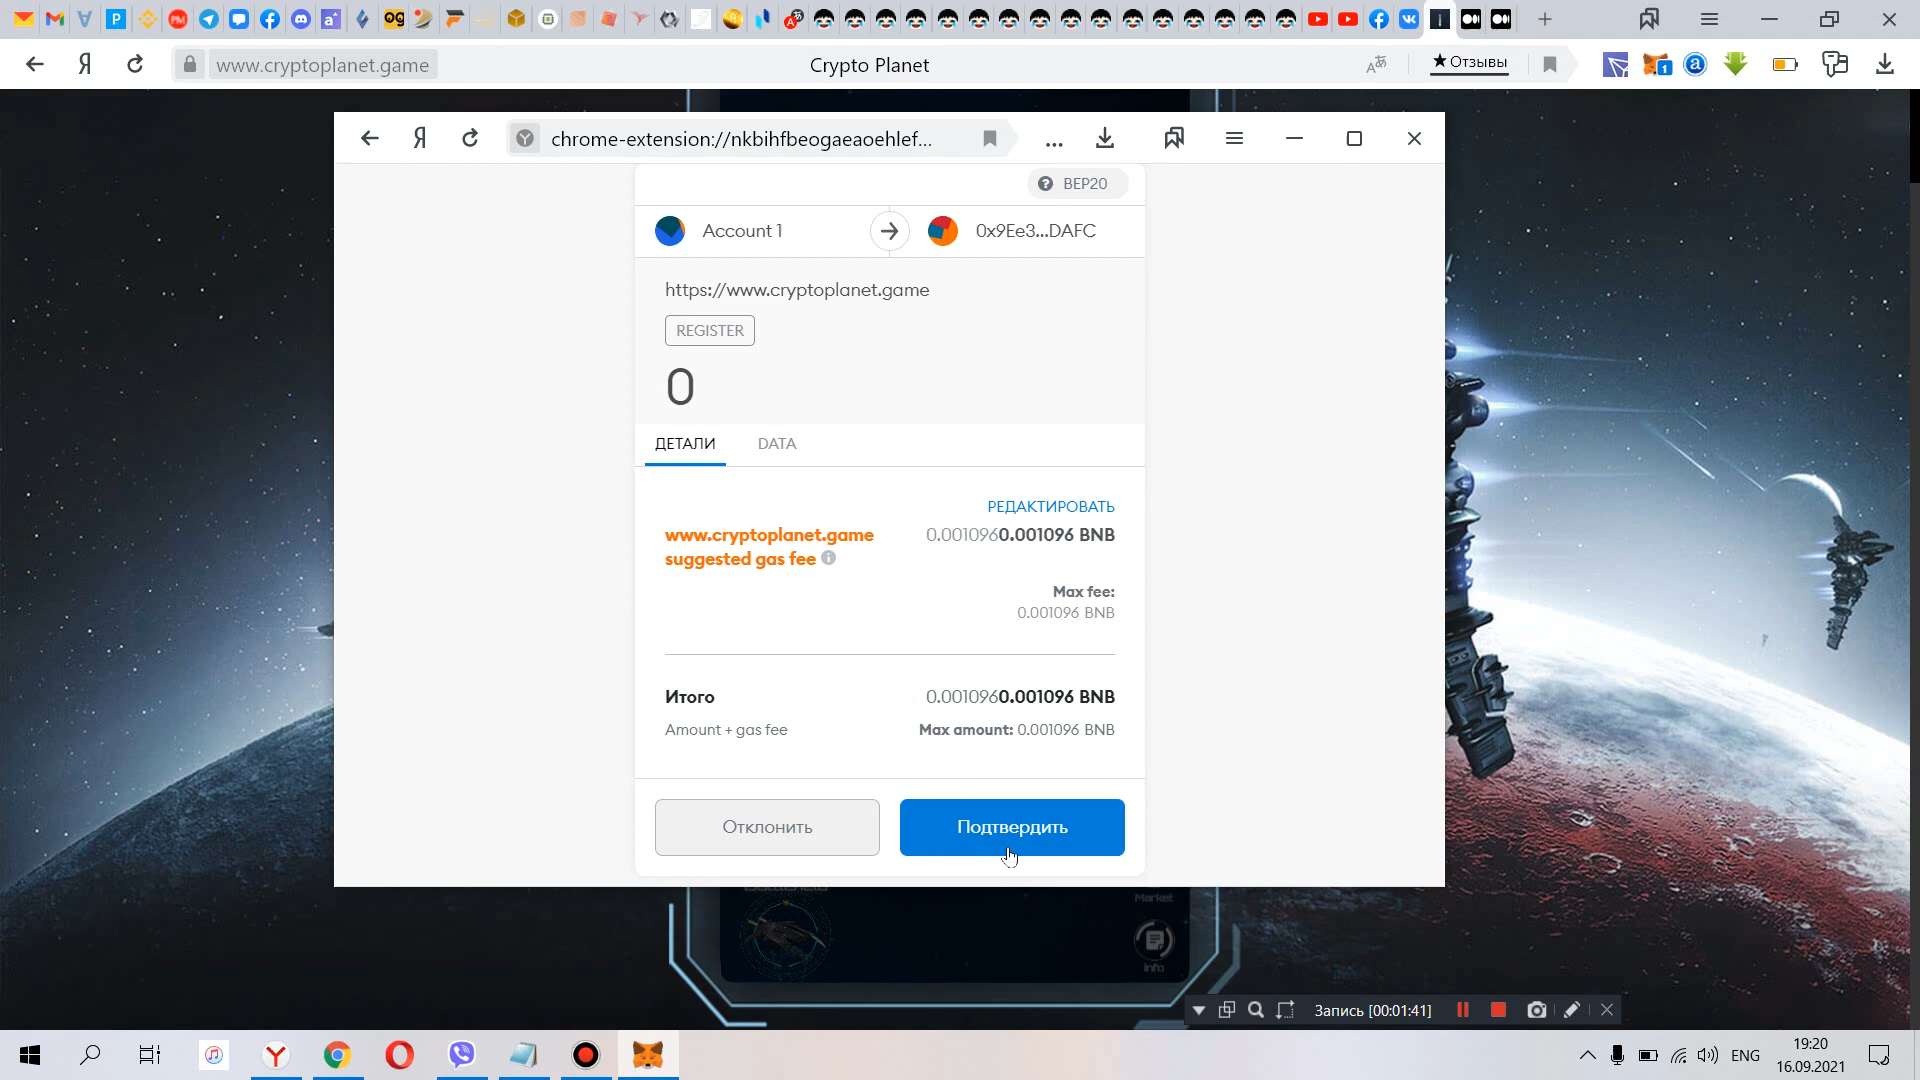 www.cryptoplanet.game
Crypto Planet
★ Отзывы
chrome-extension://nkbihfbeogaeaoehlef...
BEP20
Account 1
0x9Ee3...DAFC
https://www.cryptoplanet.game
REGISTER
0
ДЕТАЛИ
DATA
РЕДАКТИРОВАТЬ
www.cryptoplanet.game
0.0010960.001096 BNB
suggested gas fee
Max fee:
0.001096 BNB
Итого
0.0010960.001096 BNB
Amount + gas fee
Max amount: 0.001096 BNB
Отклонить
Подтвердить
Market
Info
Запись [00:01:41]
ENG
19:20
16.09.2021